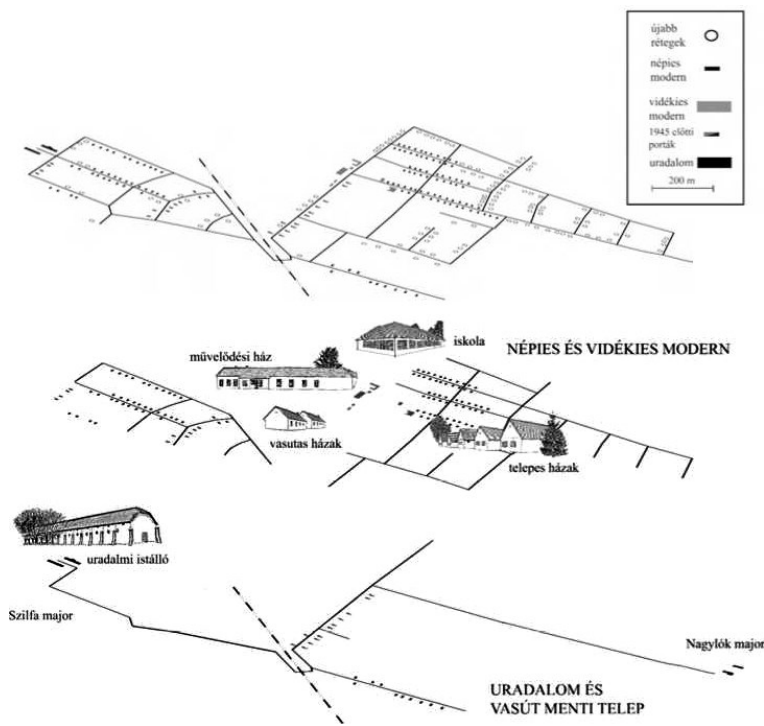 újabb
rétegek
népies
modern
vidékies
modern
1945 előtti
porták
uradalom
200 m
iskola
NÉPIES ÉS VIDÉKIES MODERN
művelődési ház
vasutas házak
telepes házak
uradalmi istálló
Szilfa major
Nagylók major
URADALOM ÉS
VASÚT MENTI TELEP